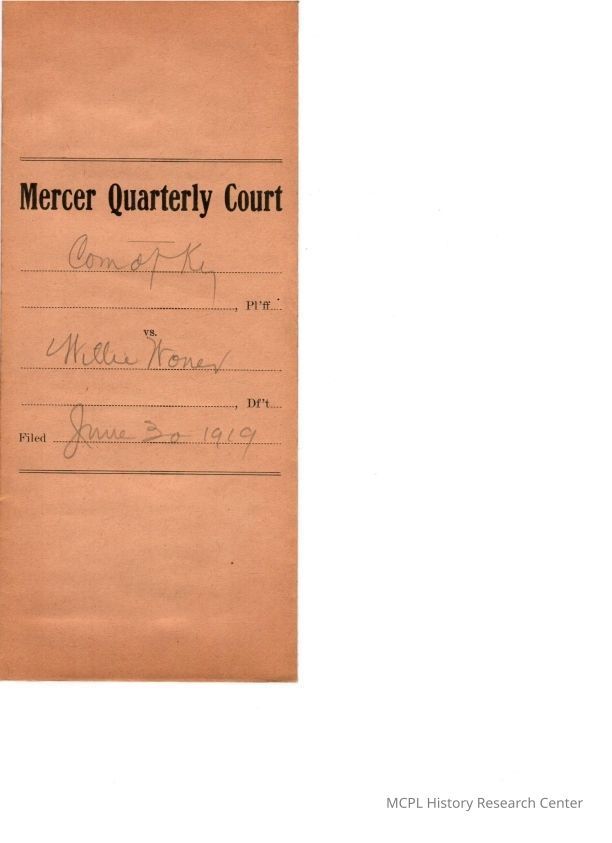 Mercer Quarterly Court
Com of Ky
, Pl'ff.
vs.
Willie
, Df't
Filed June 30 1919
MCPL History Research Center